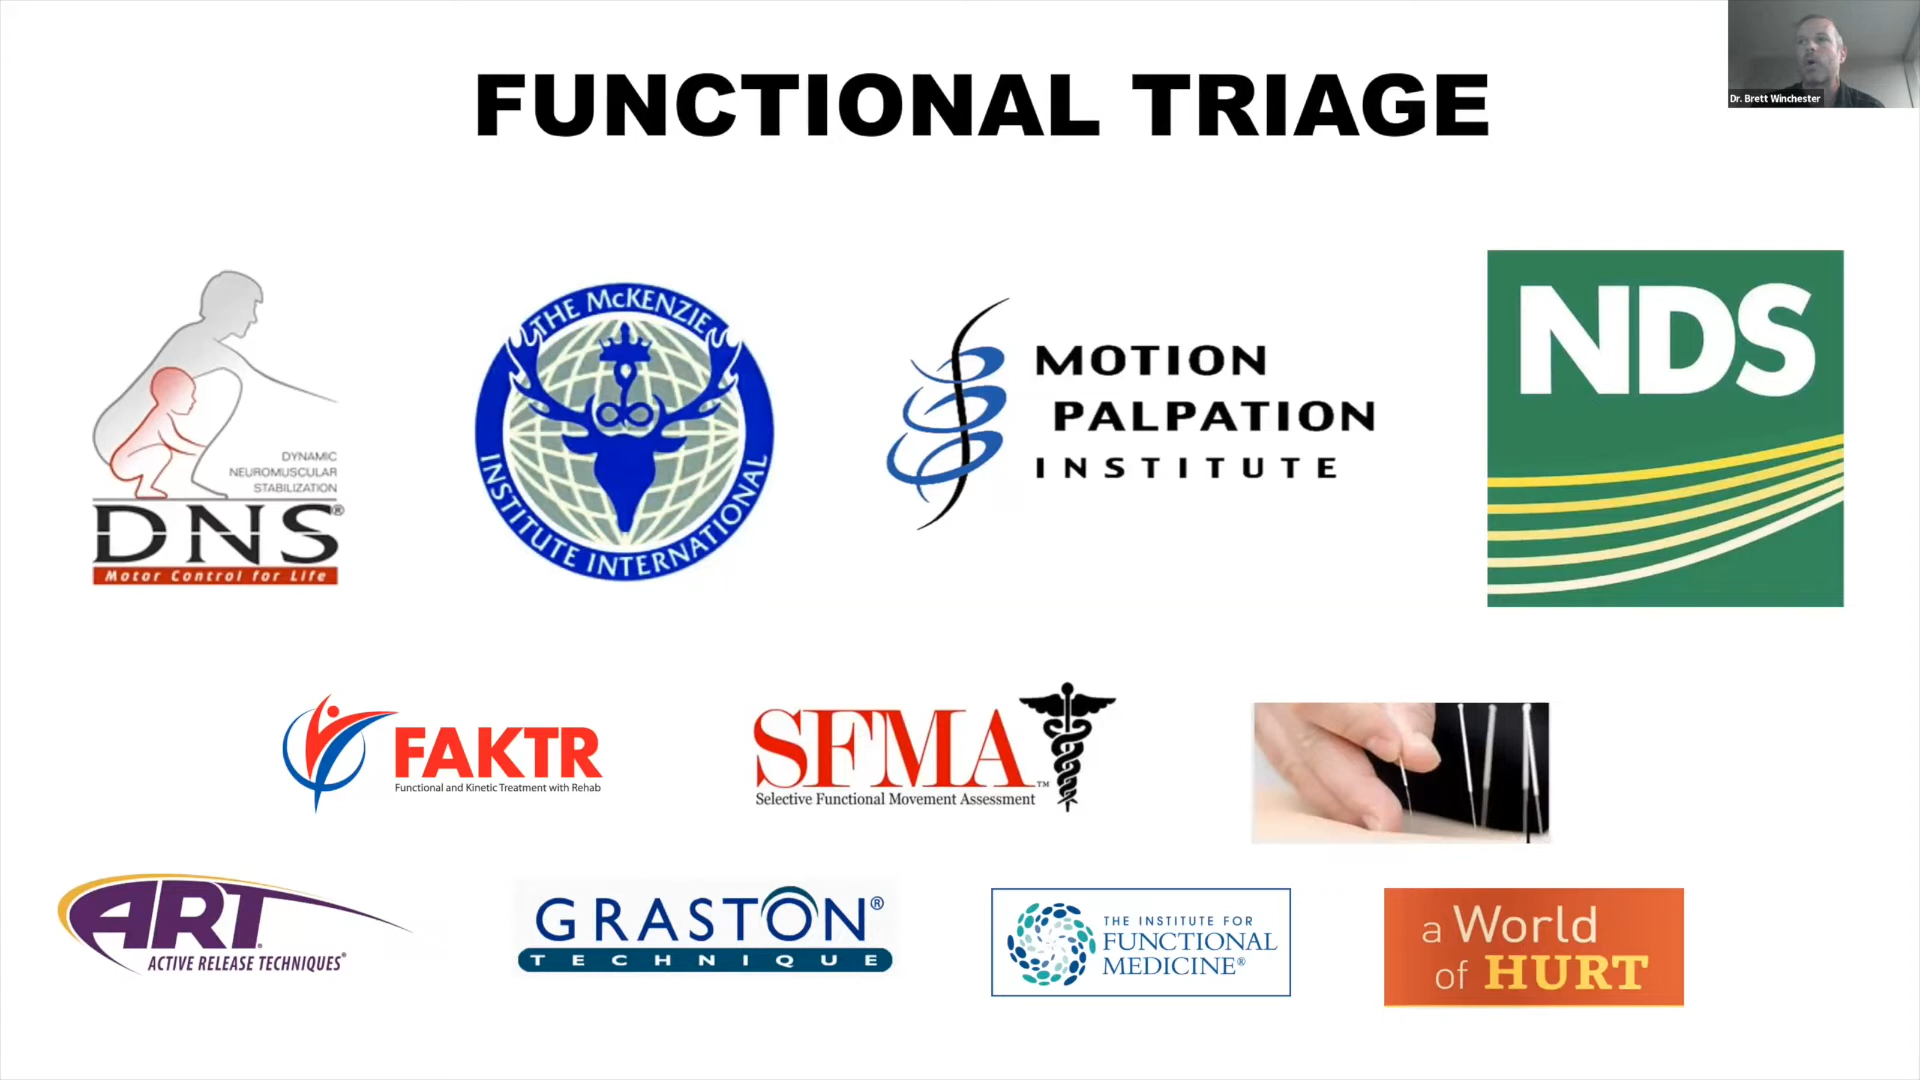 FUNCTIONAL TRIAGE
Dr. Brett Winchester
DYNAMIC
NEUROMUSCULAR
STABILIZATION
DNS®
Motor Control for Life
THE McKENZIE
INSTITUTE INTERNATIONAL
MOTION
PALPATION
INSTITUTE
NDS
FAKTR
Functional and Kinetic Treatment with Rehab
SFMA™
Selective Functional Movement Assessment
ART®
ACTIVE RELEASE TECHNIQUES®
GRASTON®
TECHNIQUE
THE INSTITUTE FOR
FUNCTIONAL
MEDICINE®
a World
of HURT